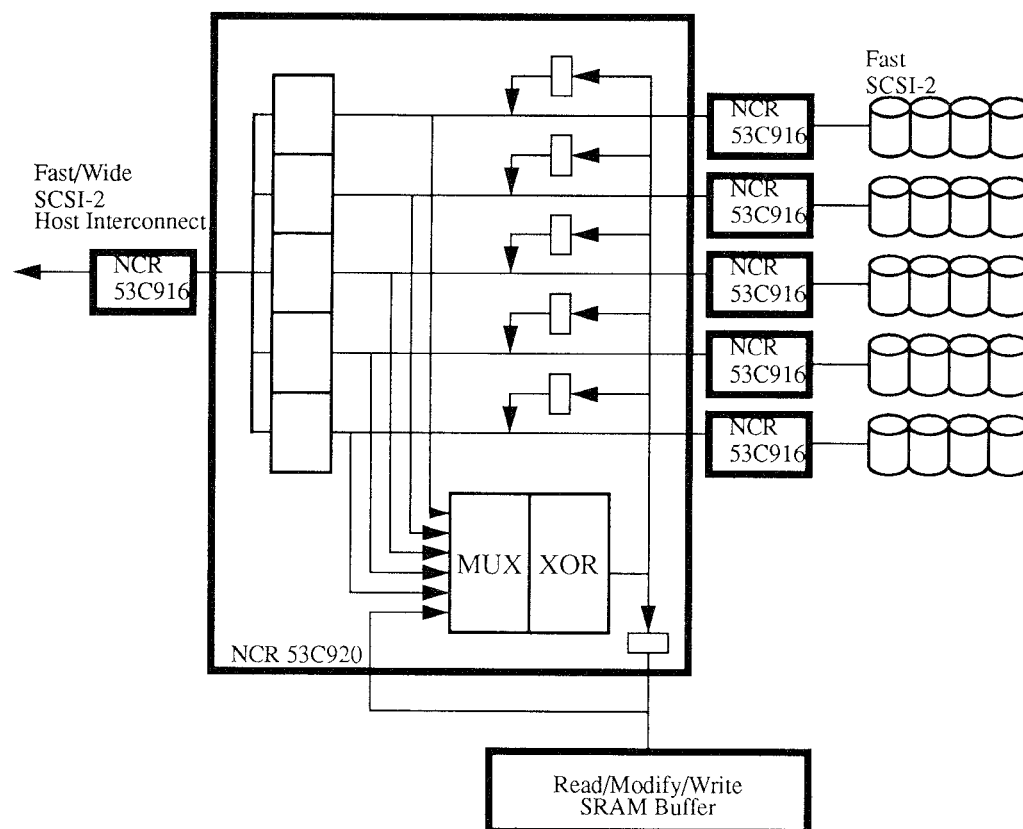 Fast
SCSI-2
NCR
53C916
NCR
53C916
Fast/Wide
SCSI-2
Host Interconnect
NCR
53C916
NCR
53C916
NCR
53C916
NCR
53C916
MUX
XOR
NCR 53C920
Read/Modify/Write
SRAM Buffer